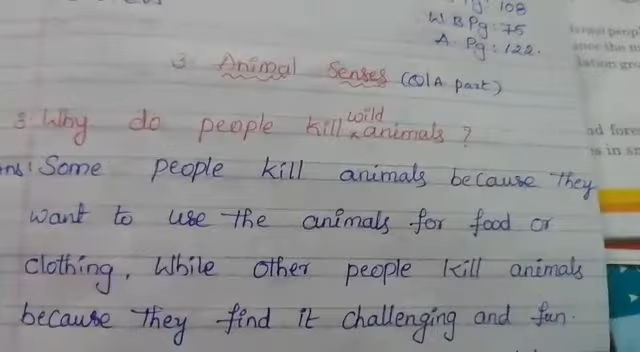 Pg: 108
W B Pg: 75
A Pg: 122.
3 Animal Senses (Q/A part)
3. Why do people kill wild animals ?
Ans: Some people kill animals because they
want to use the animals for food or
clothing. While other people kill animals
because they find it challenging and fun.